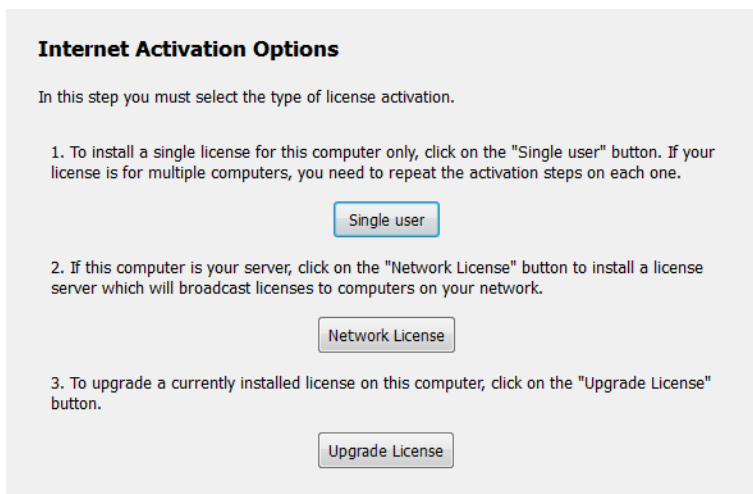 Internet Activation Options
In this step you must select the type of license activation.
1. To install a single license for this computer only, click on the "Single user" button. If your
license is for multiple computers, you need to repeat the activation steps on each one.
Single user
2. If this computer is your server, click on the "Network License" button to install a license
server which will broadcast licenses to computers on your network.
Network License
3. To upgrade a currently installed license on this computer, click on the "Upgrade License"
button.
Upgrade License